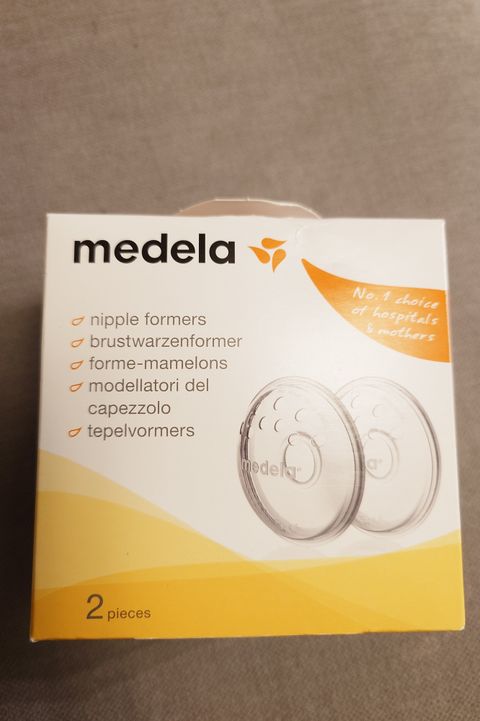 medela
No. 1 choice
of hospitals
& mothers
nipple formers
brustwarzenformer
forme-mamelons
modellatori del
capezzolo
tepelvormers
medela
la
2 pieces